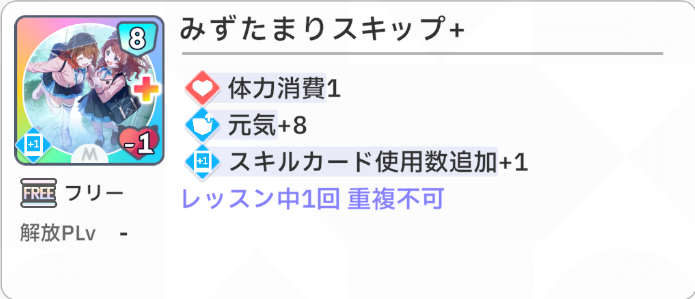 みずたまりスキップ+
8
+1
-1
M
体力消費1
元気+8
+1
スキルカード使用数追加+1
レッスン中1回 重複不可
FREE フリー
解放PLv -